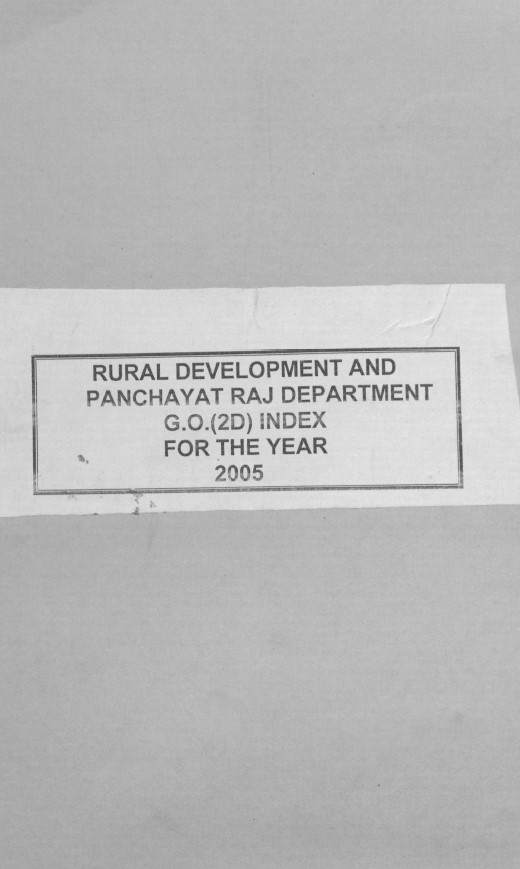 RURAL DEVELOPMENT AND
PANCHAYAT RAJ DEPARTMENT
G.O.(2D) INDEX
FOR THE YEAR
2005